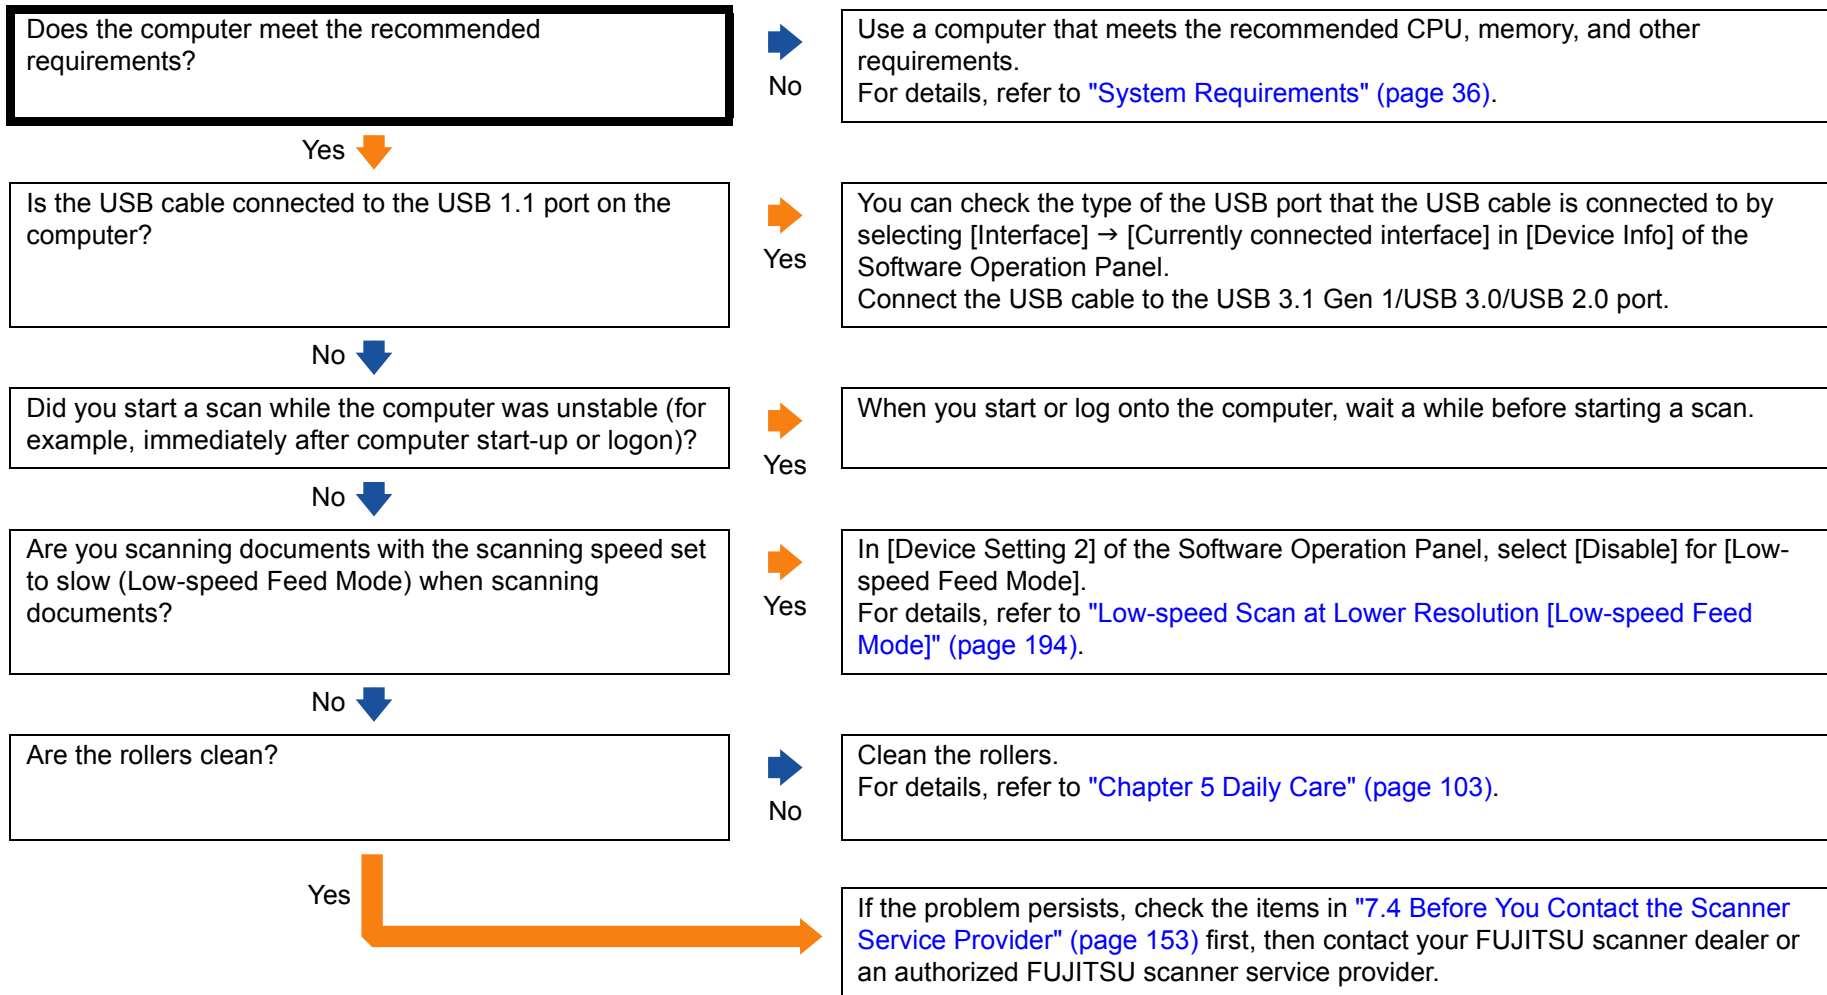 Does the computer meet the recommended
requirements?
No
Use a computer that meets the recommended CPU, memory, and other
requirements.
For details, refer to "System Requirements" (page 36).
Yes
Is the USB cable connected to the USB 1.1 port on the
computer?
Yes
You can check the type of the USB port that the USB cable is connected to by
selecting [Interface] → [Currently connected interface] in [Device Info] of the
Software Operation Panel.
Connect the USB cable to the USB 3.1 Gen 1/USB 3.0/USB 2.0 port.
No
Did you start a scan while the computer was unstable (for
example, immediately after computer start-up or logon)?
Yes
When you start or log onto the computer, wait a while before starting a scan.
No
Are you scanning documents with the scanning speed set
to slow (Low-speed Feed Mode) when scanning
documents?
Yes
In [Device Setting 2] of the Software Operation Panel, select [Disable] for [Low-
speed Feed Mode].
For details, refer to "Low-speed Scan at Lower Resolution [Low-speed Feed
Mode]" (page 194).
No
Are the rollers clean?
No
Clean the rollers.
For details, refer to "Chapter 5 Daily Care" (page 103).
Yes
If the problem persists, check the items in "7.4 Before You Contact the Scanner
Service Provider" (page 153) first, then contact your FUJITSU scanner dealer or
an authorized FUJITSU scanner service provider.